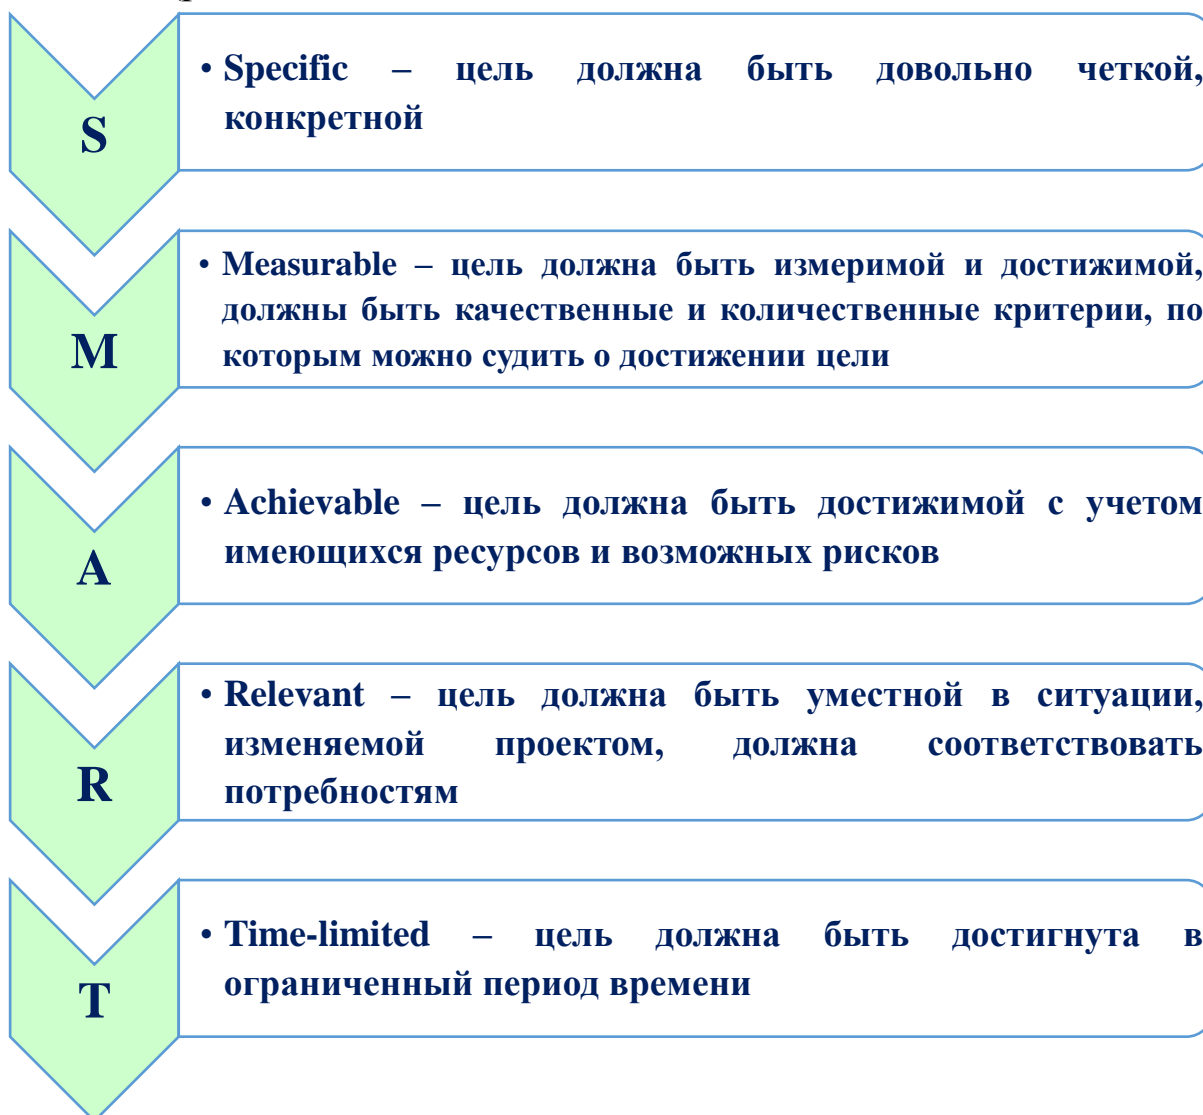 S
• Specific – цель должна быть довольно четкой,
конкретной
M
• Measurable – цель должна быть измеримой и достижимой,
должны быть качественные и количественные критерии, по
которым можно судить о достижении цели
A
• Achievable – цель должна быть достижимой с учетом
имеющихся ресурсов и возможных рисков
R
• Relevant – цель должна быть уместной в ситуации,
изменяемой проектом, должна соответствовать
потребностям
T
• Time-limited – цель должна быть достигнута в
ограниченный период времени